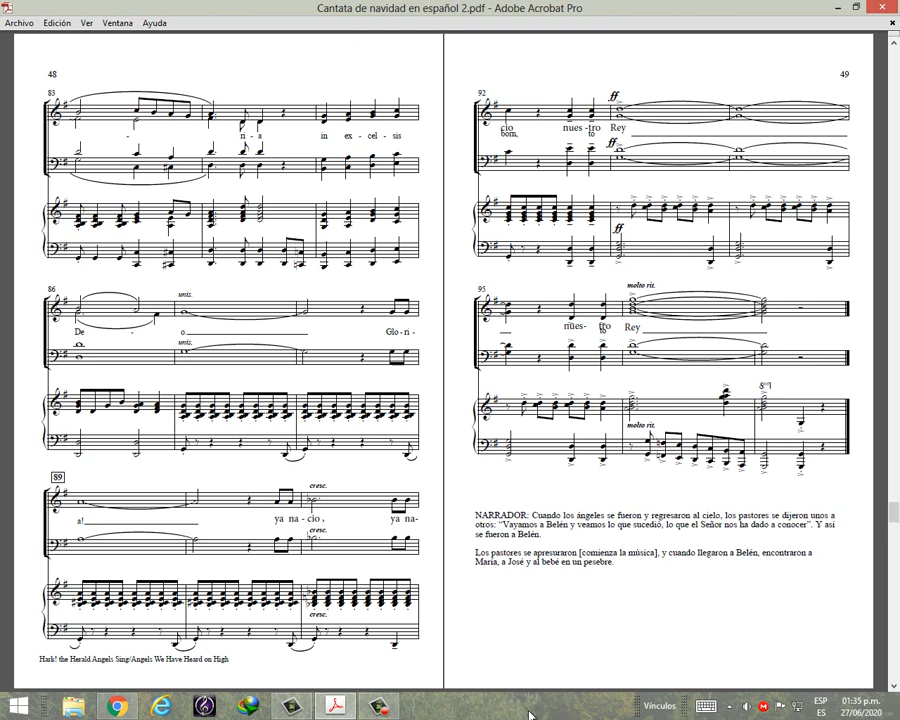 Cantata de navidad en español 2.pdf - Adobe Acrobat Pro
Archivo Edición Ver Ventana Ayuda
48
83
- ri - a in ex - cel - sis
86
unis.
De - o Glo - ri -
unis.
89
cresc.
a! ya na - cio, ya na-
cresc.
cresc.
Hark! the Herald Angels Sing/Angels We Have Heard on High
49
92
ff
cio nues - tro Rey
bom, to
ff
ff
95
molto rit.
nues- tro Rey
to
molto rit.
NARRADOR: Cuando los ángeles se fueron y regresaron al cielo, los pastores se dijeron unos a
otros: “Vayamos a Belén y veamos lo que sucedió, lo que el Señor nos ha dado a conocer”. Y así
se fueron a Belén.
Los pastores se apresuraron [comienza la música], y cuando llegaron a Belén, encontraron a
María, a José y al bebé en un pesebre.
Vínculos
ESP
ES
01:35 p.m.
27/06/2020